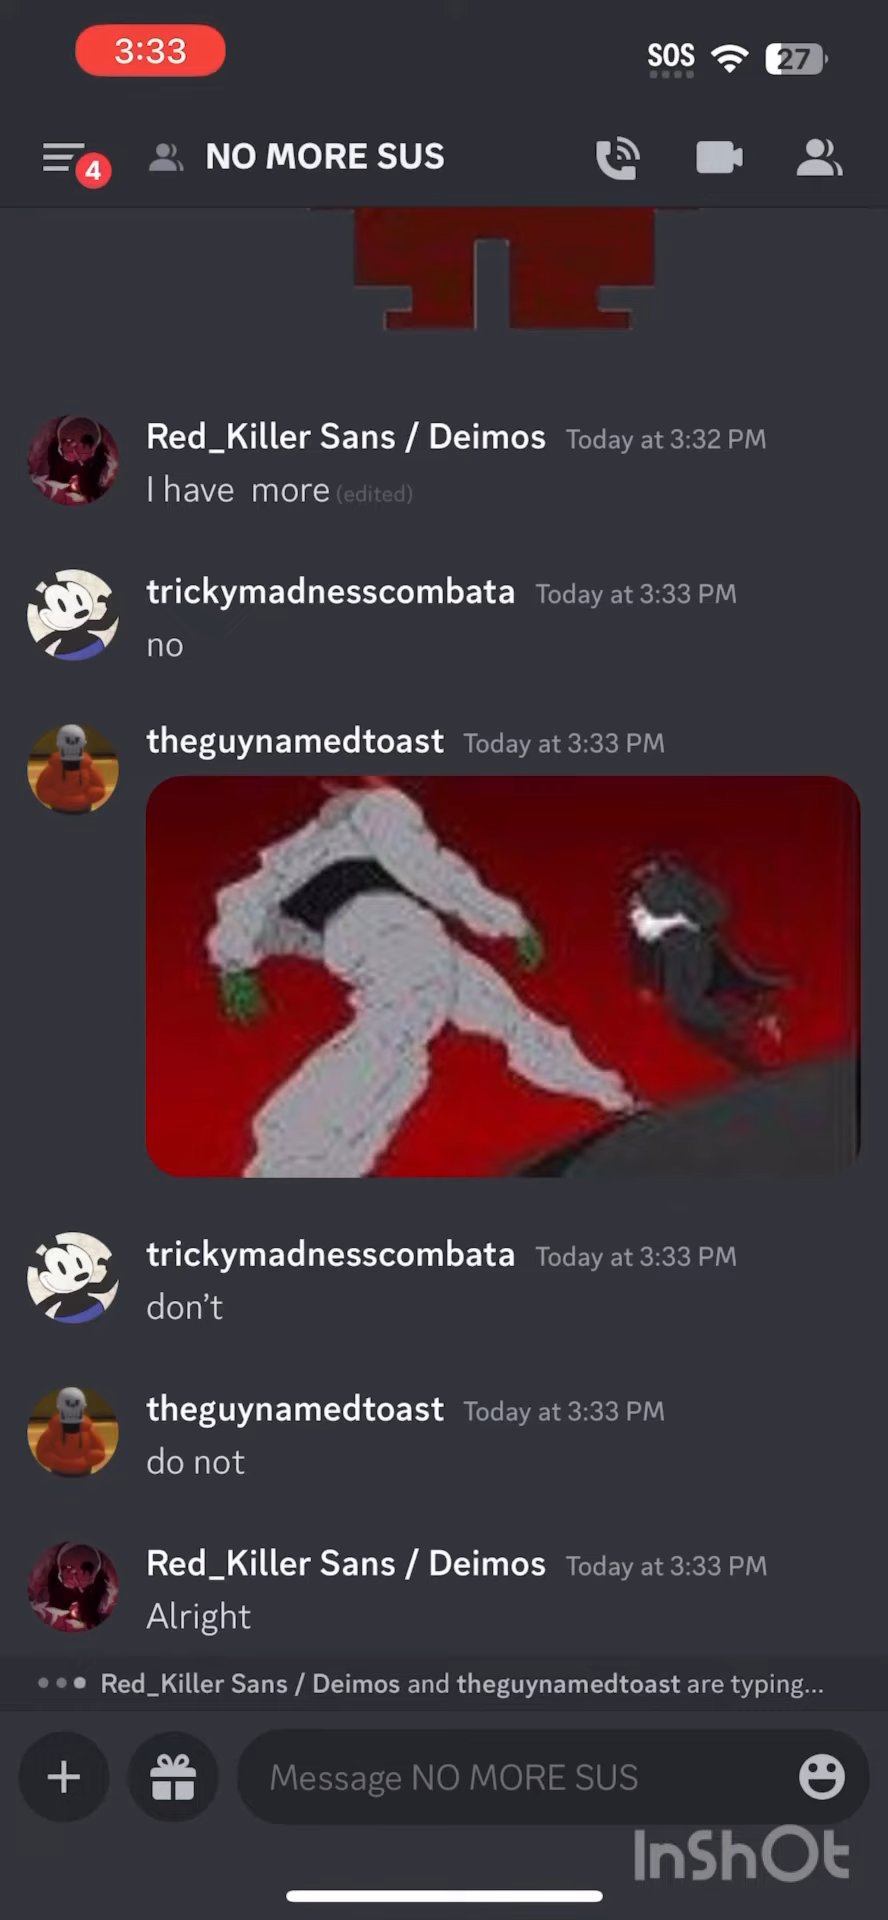 3:33
SOS
27
4
NO MORE SUS
Red_Killer Sans / Deimos Today at 3:32 PM
I have  more (edited)
trickymadnesscombata Today at 3:33 PM
no
theguynamedtoast Today at 3:33 PM
trickymadnesscombata Today at 3:33 PM
don’t
theguynamedtoast Today at 3:33 PM
do not
Red_Killer Sans / Deimos Today at 3:33 PM
Alright
Red_Killer Sans / Deimos and theguynamedtoast are typing...
Message NO MORE SUS
InShOt